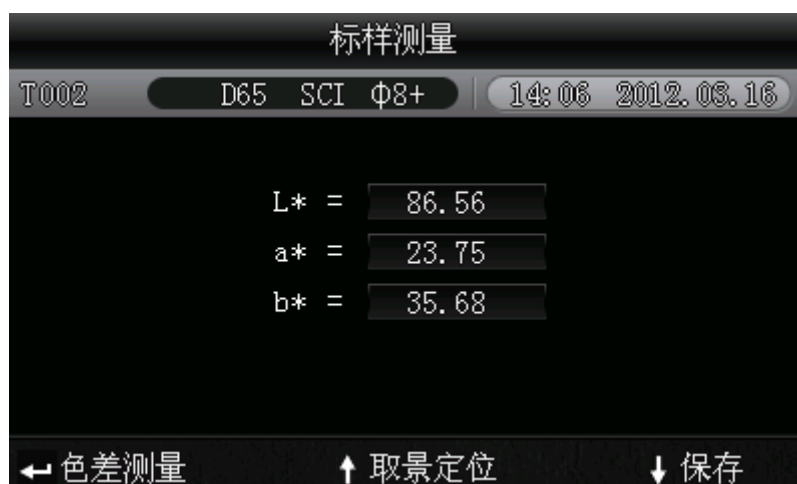 标样测量
T002 D65 SCI Φ8+ 14:06 2012.03.16
L* = 86.56
a* = 23.75
b* = 35.68
色差测量 取景定位 保存